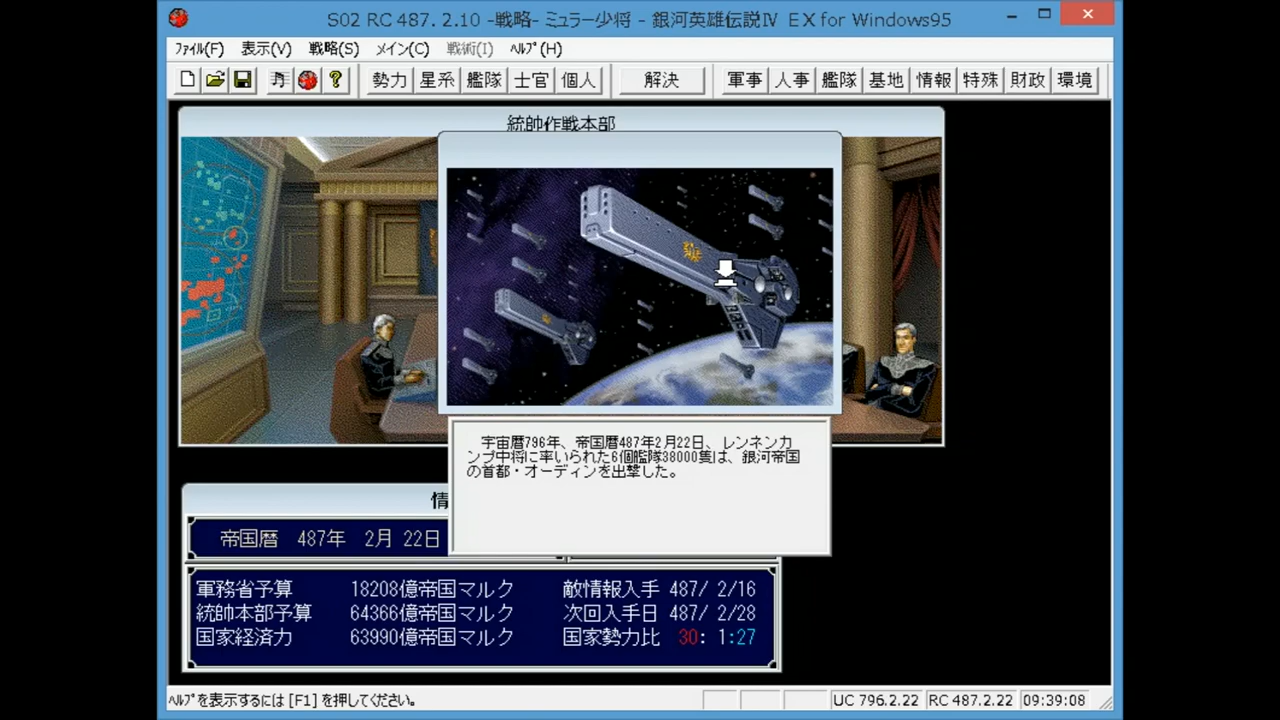 S02 RC 487. 2.10 -戦略- ミュラー少将 - 銀河英雄伝説Ⅳ EX for Windows95
ﾌｧｲﾙ(F) 表示(V) 戦略(S) ﾒｲﾝ(C) 戦術(I) ﾍﾙﾌﾟ(H)
勢力 星系 艦隊 士官 個人 解決 軍事 人事 艦隊 基地 情報 特殊 財政 環境
統帥作戦本部
宇宙暦796年、帝国暦487年2月22日、レンネンカ
ンプ中将に率いられた6個艦隊38000隻は、銀河帝国
の首都・オーディンを出撃した。
情
帝国暦 487年 2月 22日
軍務省予算 18208億帝国マルク 敵情報入手 487/ 2/16
統帥本部予算 64366億帝国マルク 次回入手日 487/ 2/28
国家経済力 63990億帝国マルク 国家勢力比 30: 1:27
ﾍﾙﾌﾟを表示するには [F1] を押してください。 UC 796.2.22 RC 487.2.22 09:39:08